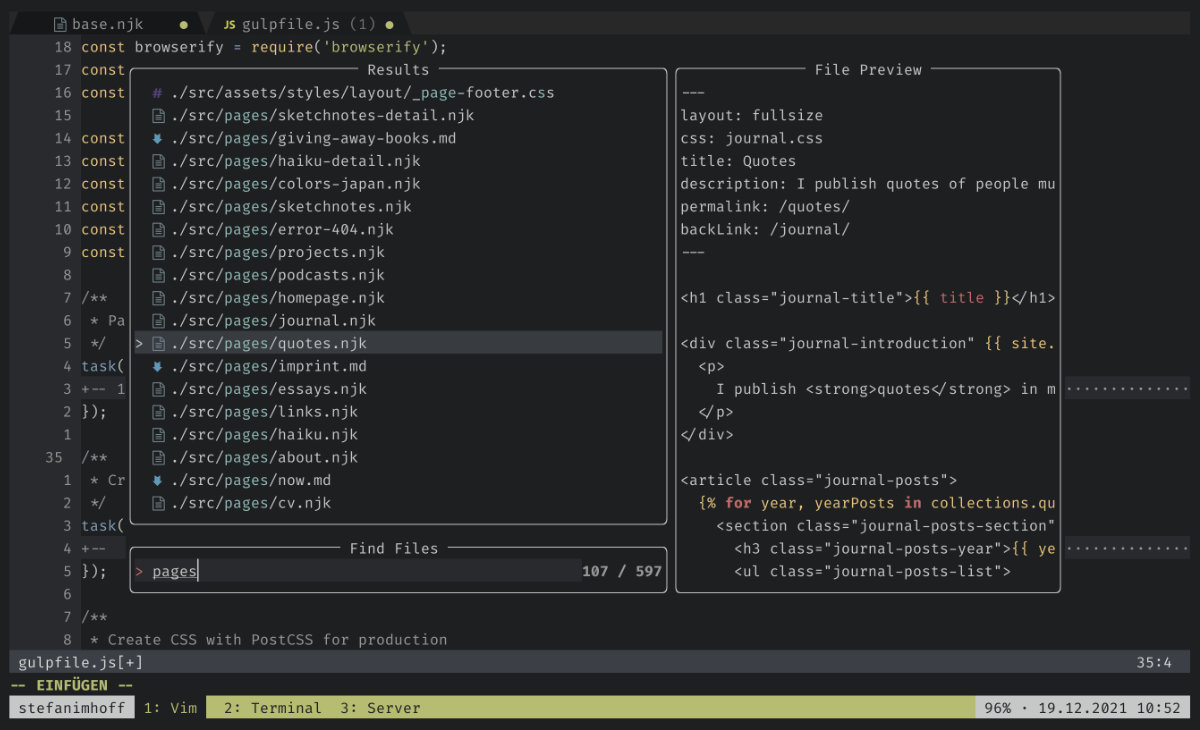 base.njk ● JS gulpfile.js (1) ●
18 const browserify = require('browserify');
17 const
16 const
15
14 const
13 const
12 const
11 const
10 const
9 const
8
7 /**
6 * Pa
5 */
4 task(
3 +-- 1
2 });
1
35 /**
1 * Cr
2 */
3 task(
4 +--
5 });
6
7 /**
8 * Create CSS with PostCSS for production
Results
# ./src/assets/styles/layout/_page-footer.css
./src/pages/sketchnotes-detail.njk
./src/pages/giving-away-books.md
./src/pages/haiku-detail.njk
./src/pages/colors-japan.njk
./src/pages/sketchnotes.njk
./src/pages/error-404.njk
./src/pages/projects.njk
./src/pages/podcasts.njk
./src/pages/homepage.njk
./src/pages/journal.njk
> ./src/pages/quotes.njk
./src/pages/imprint.md
./src/pages/essays.njk
./src/pages/links.njk
./src/pages/haiku.njk
./src/pages/about.njk
./src/pages/now.md
./src/pages/cv.njk
Find Files
> pages 107 / 597
File Preview
---
layout: fullsize
css: journal.css
title: Quotes
description: I publish quotes of people mu
permalink: /quotes/
backLink: /journal/
---
<h1 class="journal-title">{{ title }}</h1>
<div class="journal-introduction" {{ site.
<p>
I publish <strong>quotes</strong> in m
</p>
</div>
<article class="journal-posts">
{% for year, yearPosts in collections.qu
<section class="journal-posts-section"
<h3 class="journal-posts-year">{{ ye
<ul class="journal-posts-list">
gulpfile.js[+] 35:4
-- EINFÜGEN --
stefanimhoff 1: Vim 2: Terminal 3: Server 96% · 19.12.2021 10:52